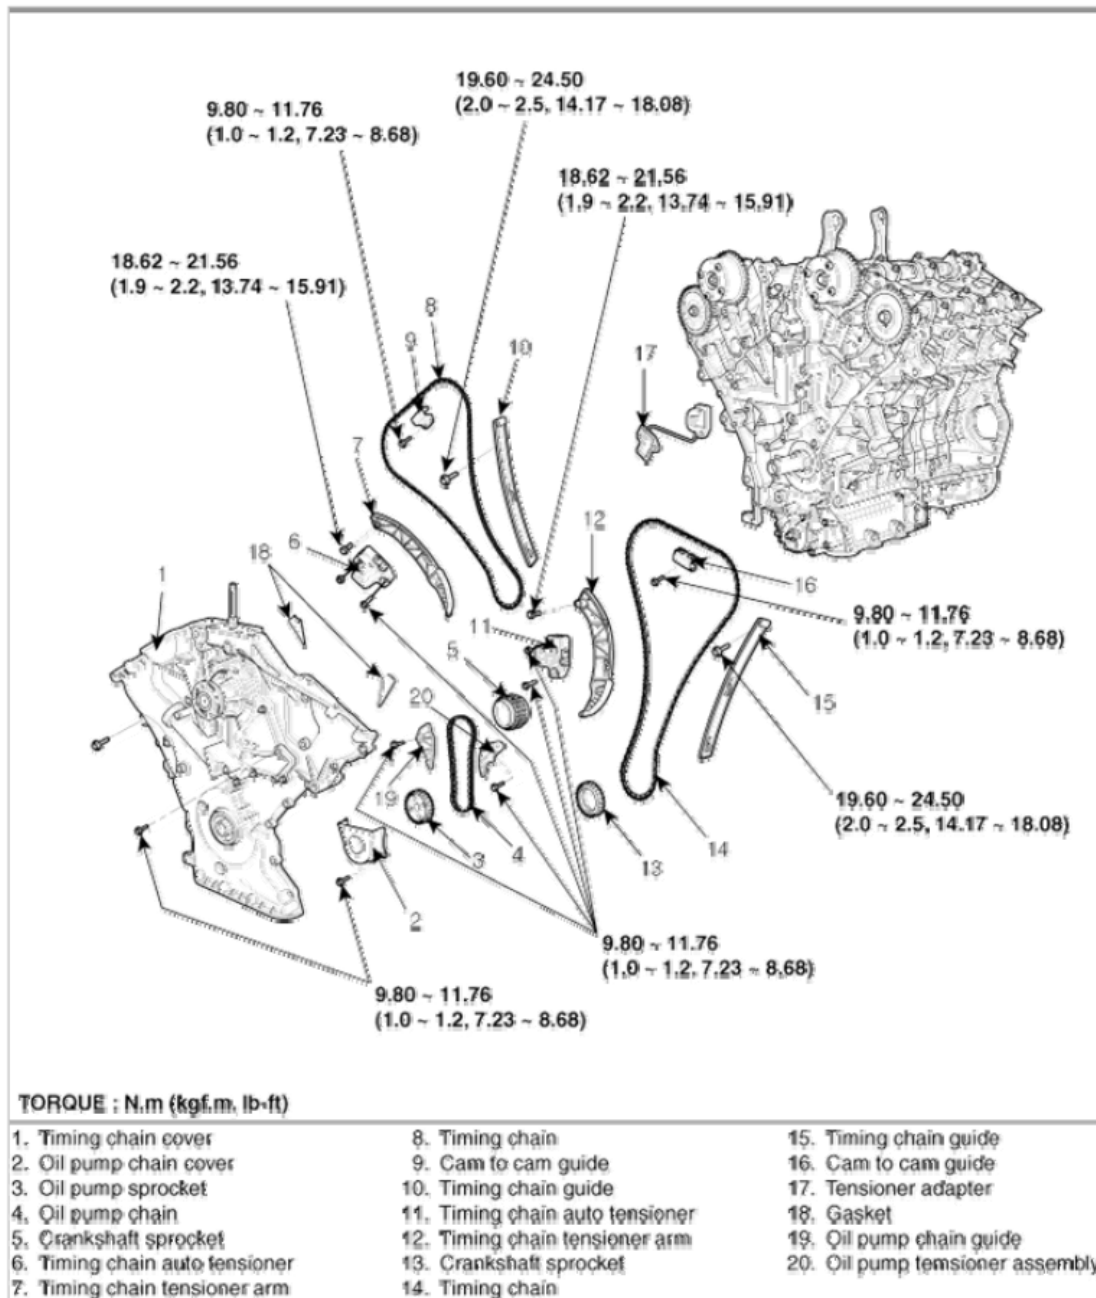 19.60 ~ 24.50
(2.0 ~ 2.5, 14.17 ~ 18.08)
9.80 ~ 11.76
(1.0 ~ 1.2, 7.23 ~ 8.68)
18.62 ~ 21.56
(1.9 ~ 2.2, 13.74 ~ 15.91)
18.62 ~ 21.56
(1.9 ~ 2.2, 13.74 ~ 15.91)
8
9
10
17
7
12
6
18
1
16
9.80 ~ 11.76
(1.0 ~ 1.2, 7.23 ~ 8.68)
11
5
20
15
19
19.60 ~ 24.50
(2.0 ~ 2.5, 14.17 ~ 18.08)
3
4
14
13
2
9.80 ~ 11.76
(1.0 ~ 1.2, 7.23 ~ 8.68)
9.80 ~ 11.76
(1.0 ~ 1.2, 7.23 ~ 8.68)
TORQUE : N.m (kgf.m, lb-ft)
1. Timing chain cover
2. Oil pump chain cover
3. Oil pump sprocket
4. Oil pump chain
5. Crankshaft sprocket
6. Timing chain auto tensioner
7. Timing chain tensioner arm
8. Timing chain
9. Cam to cam guide
10. Timing chain guide
11. Timing chain auto tensioner
12. Timing chain tensioner arm
13. Crankshaft sprocket
14. Timing chain
15. Timing chain guide
16. Cam to cam guide
17. Tensioner adapter
18. Gasket
19. Oil pump chain guide
20. Oil pump temsioner assembly